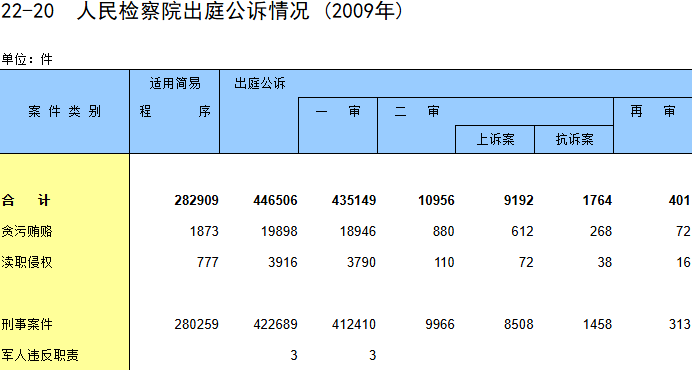 22-20 人民检察院出庭公诉情况 (2009年)
单位: 件
案件类别 适用简易程序 出庭公诉 一审 二审 上诉案 抗诉案 再审
合计 282909 446506 435149 10956 9192 1764 401
贪污贿赂 1873 19898 18946 880 612 268 72
渎职侵权 777 3916 3790 110 72 38 16
刑事案件 280259 422689 412410 9966 8508 1458 313
军人违反职责 3 3